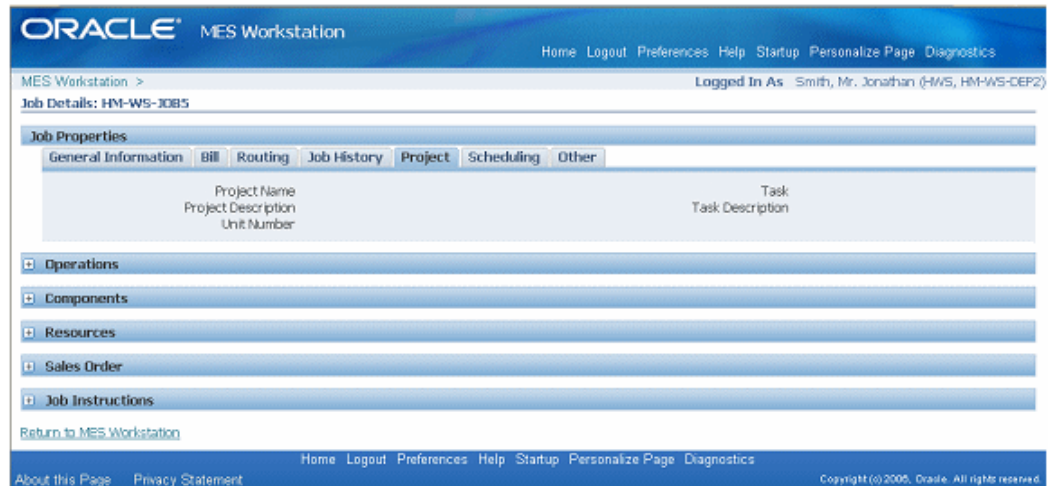 ORACLE® MES Workstation
Home Logout Preferences Help Startup Personalize Page Diagnostics
MES Workstation >
Logged In As Smith, Mr. Jonathan (HWS, HM-WS-DEP2)
Job Details: HM-WS-JOB5
Job Properties
General Information Bill Routing Job History Project Scheduling Other
Project Name Task
Project Description Task Description
Unit Number
Operations
Components
Resources
Sales Order
Job Instructions
Return to MES Workstation
Home Logout Preferences Help Startup Personalize Page Diagnostics
About this Page Privacy Statement
Copyright (c) 2006, Oracle. All rights reserved.